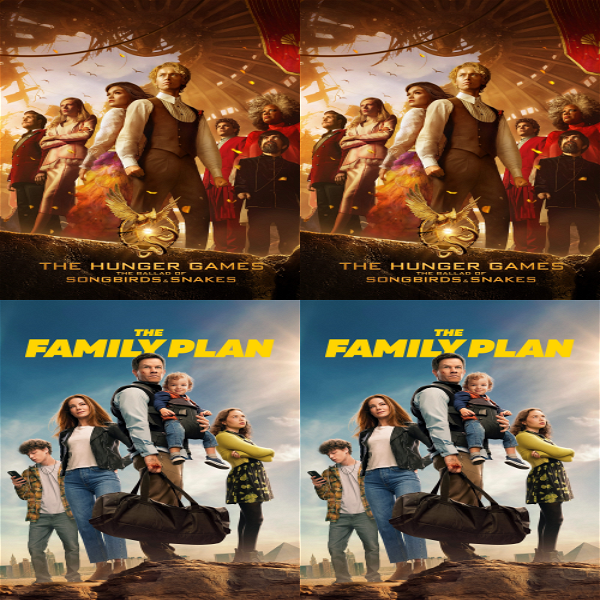 THE HUNGER GAMES
THE BALLAD OF
SONGBIRDS & SNAKES
THE HUNGER GAMES
THE BALLAD OF
SONGBIRDS & SNAKES
THE
FAMILY PLAN
THE
FAMILY PLAN